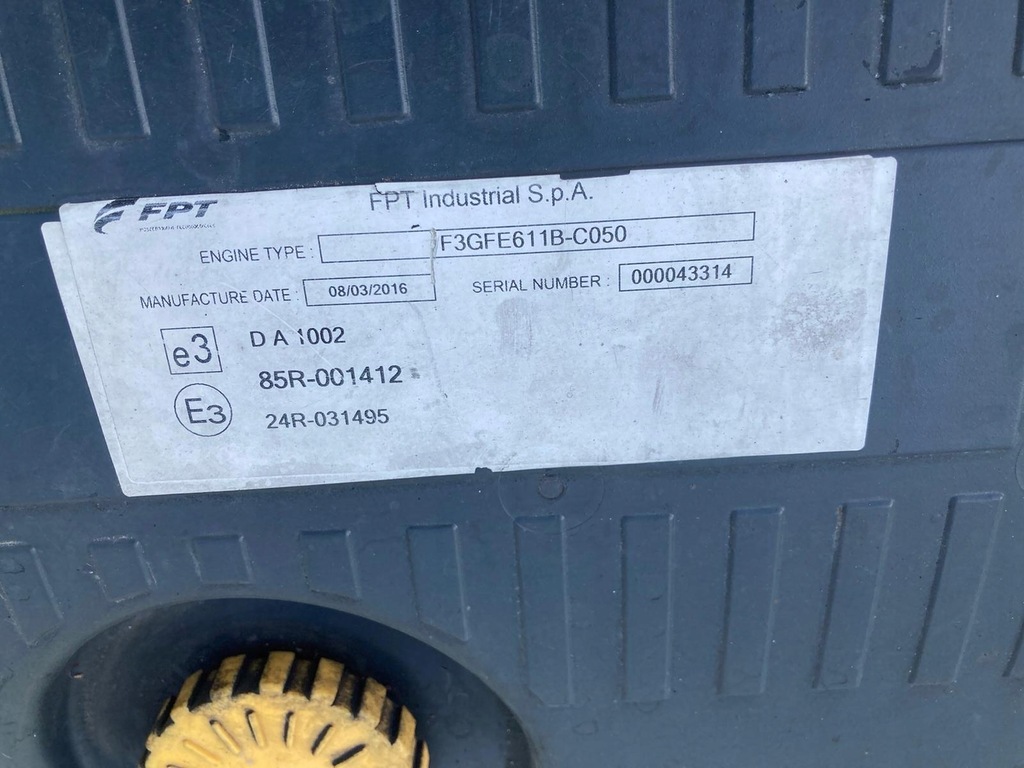 FPT
FPT Industrial S.p.A.
ENGINE TYPE : F3GFE611B-C050
MANUFACTURE DATE : 08/03/2016 SERIAL NUMBER : 000043314
e3 D A 1002
85R-001412
E3 24R-031495